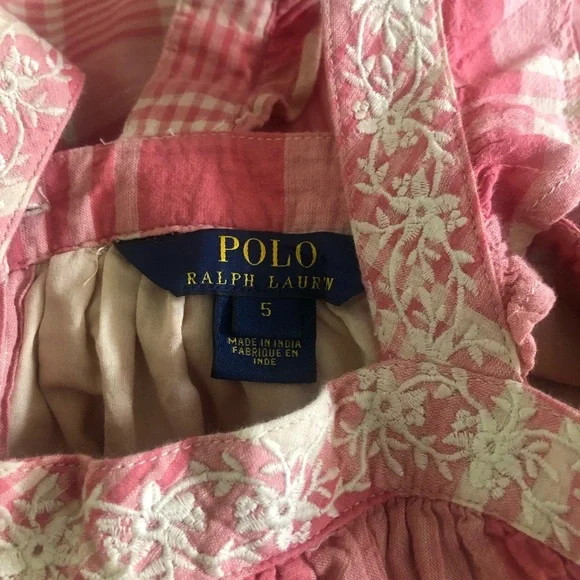 POLO
RALPH LAUREN
5
MADE IN INDIA
FABRIQUE EN
INDE